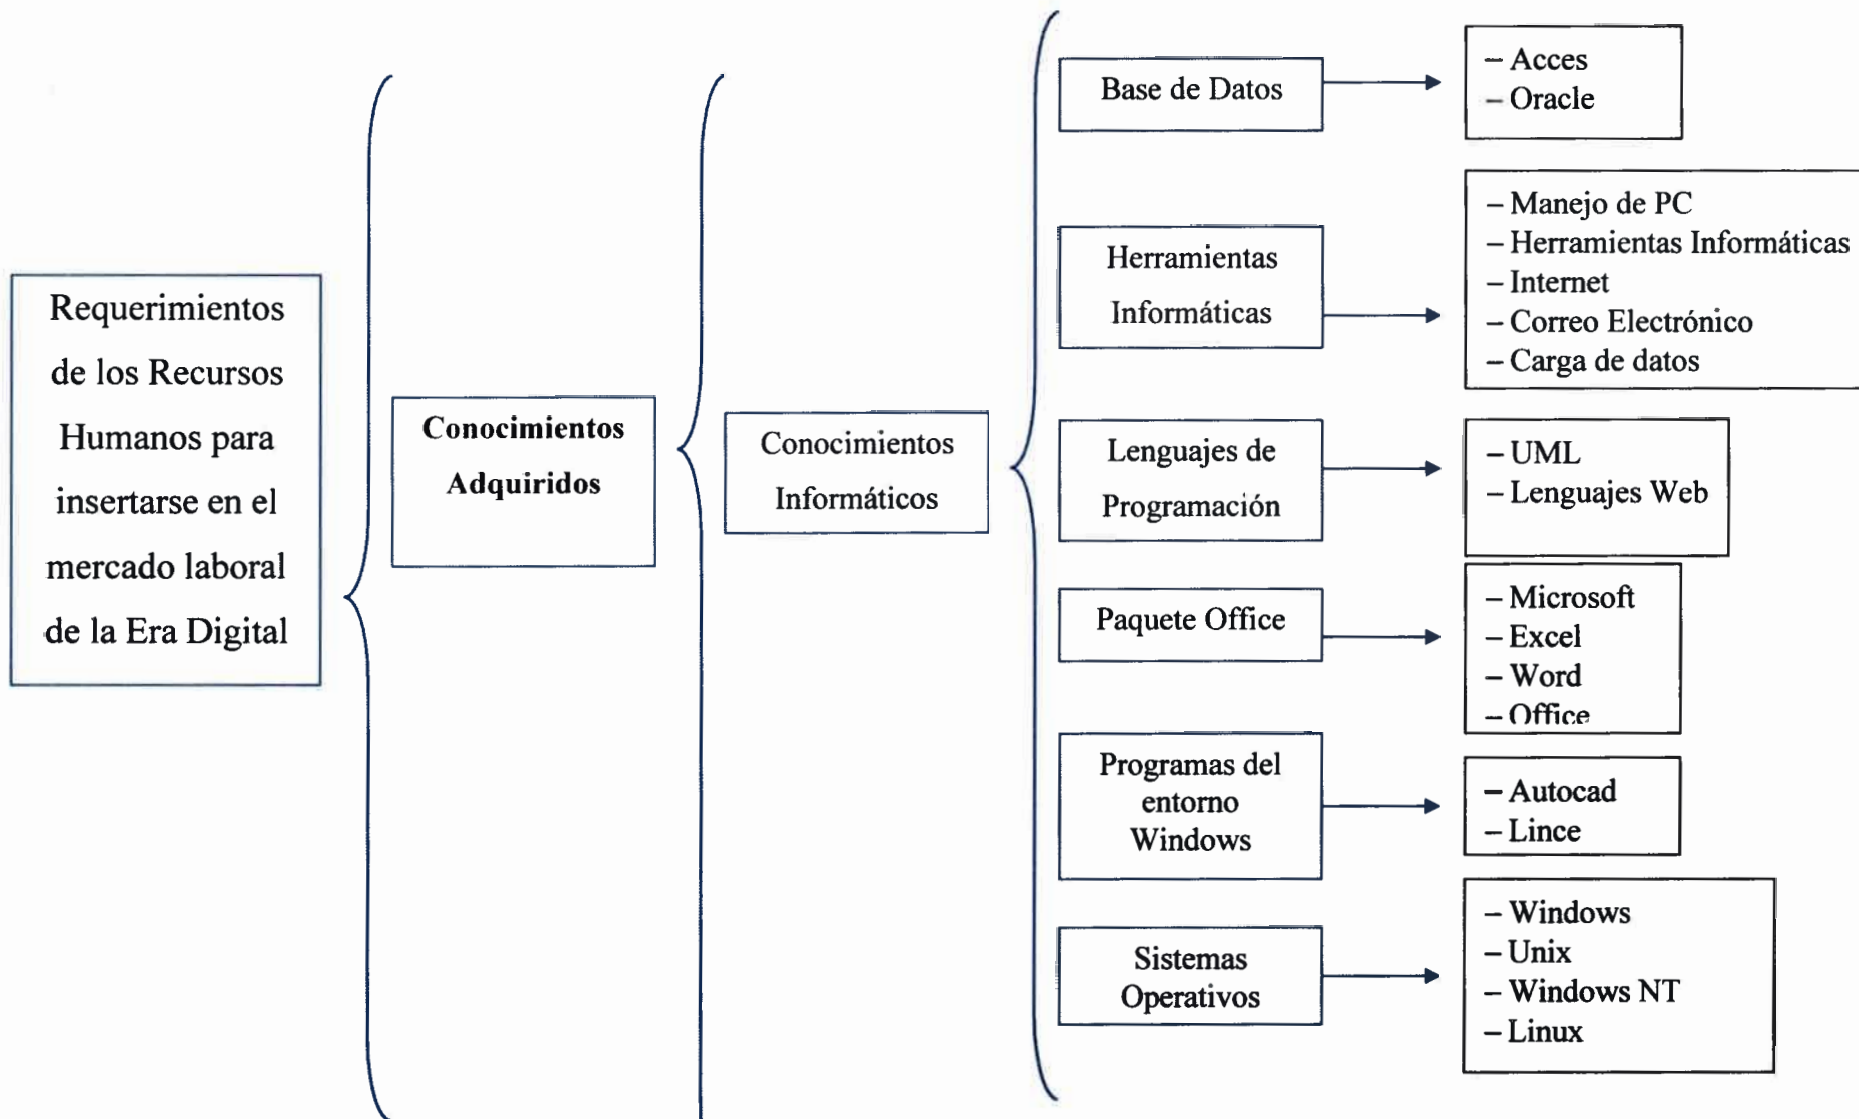 Requerimientos
de los Recursos
Humanos para
insertarse en el
mercado laboral
de la Era Digital
Conocimientos
Adquiridos
Conocimientos
Informáticos
Base de Datos
– Acces
– Oracle
Herramientas
Informáticas
– Manejo de PC
– Herramientas Informáticas
– Internet
– Correo Electrónico
– Carga de datos
Lenguajes de
Programación
– UML
– Lenguajes Web
Paquete Office
– Microsoft
– Excel
– Word
– Office
Programas del
entorno
Windows
– Autocad
– Lince
Sistemas
Operativos
– Windows
– Unix
– Windows NT
– Linux